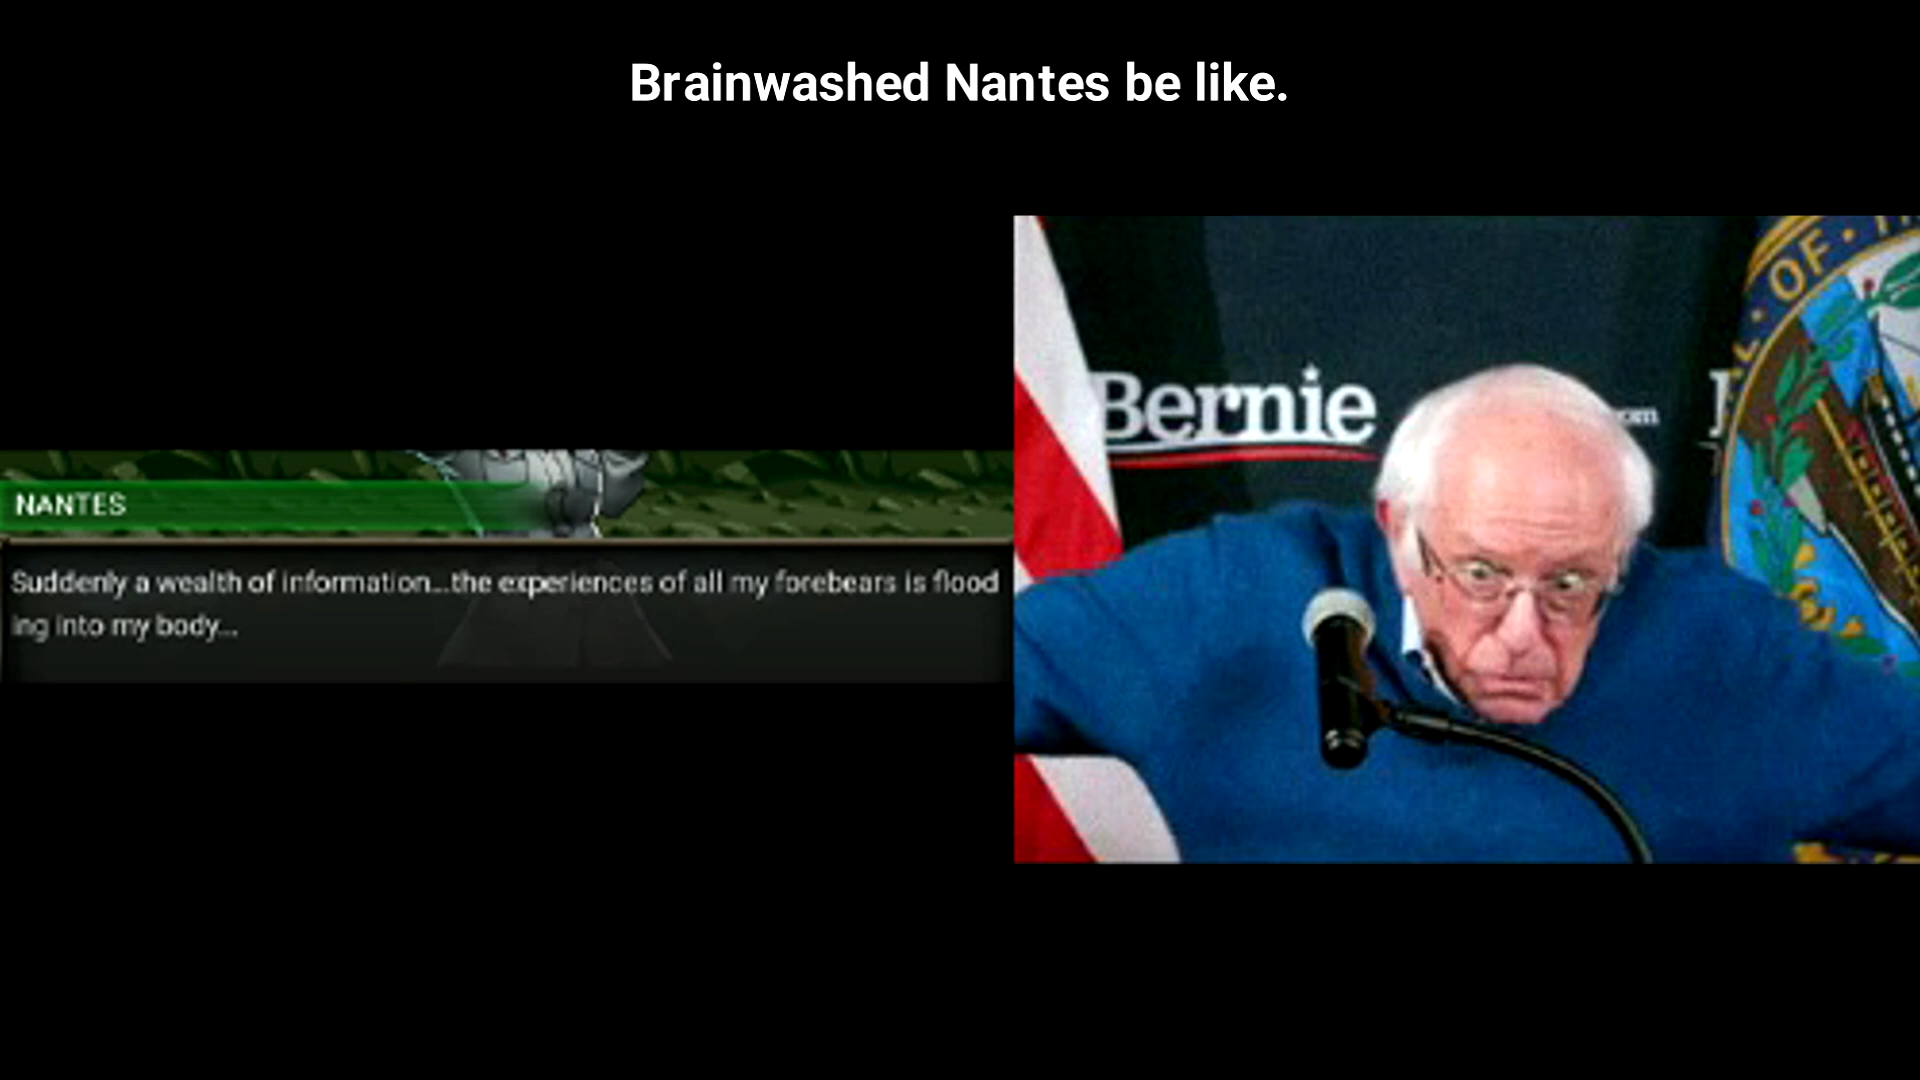 Brainwashed Nantes be like.
NANTES
Suddenly a wealth of information...the experiences of all my forebears is flood
ing into my body...
Bernie
OF